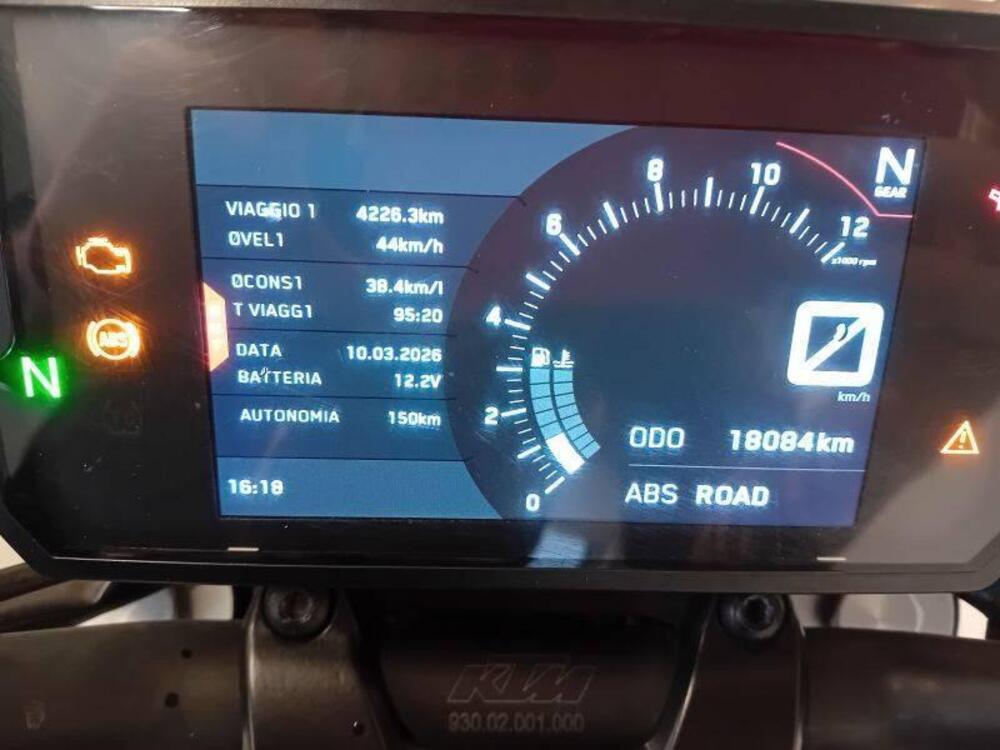 VIAGGIO 1 4226.3km
ØVEL1 44km/h
ØCONS1 38.4km/l
T VIAGG1 95:20
DATA 10.03.2026
BATTERIA 12.2V
AUTONOMIA 150km
16:18
0
2
4
6
8
10
12
x1000 rpm
N
GEAR
km/h
ODO 18084km
ABS ROAD
ABS
N
KTM
930.02.001.000